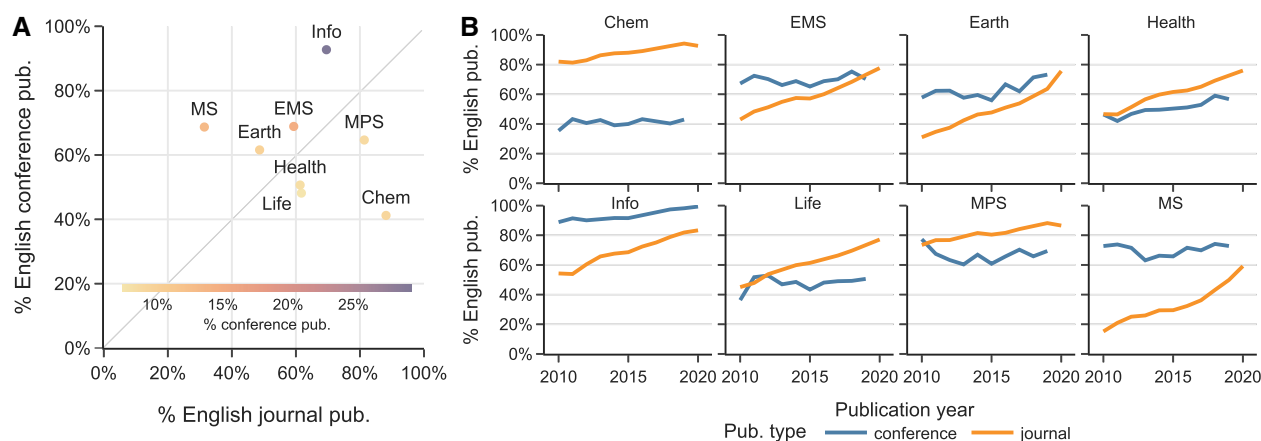 A
% English conference pub.
100%
80%
60%
40%
20%
0%
Info
MS
EMS
Earth
MPS
Health
Life
Chem
10% 15% 20% 25%
% conference pub.
0% 20% 40% 60% 80% 100%
% English journal pub.
B
Chem EMS Earth Health
% English pub.
100%
80%
60%
40%
20%
0%
Info Life MPS MS
% English pub.
100%
80%
60%
40%
20%
0%
2010 2015 2020 2010 2015 2020 2010 2015 2020 2010 2015 2020
Publication year
Pub. type conference journal